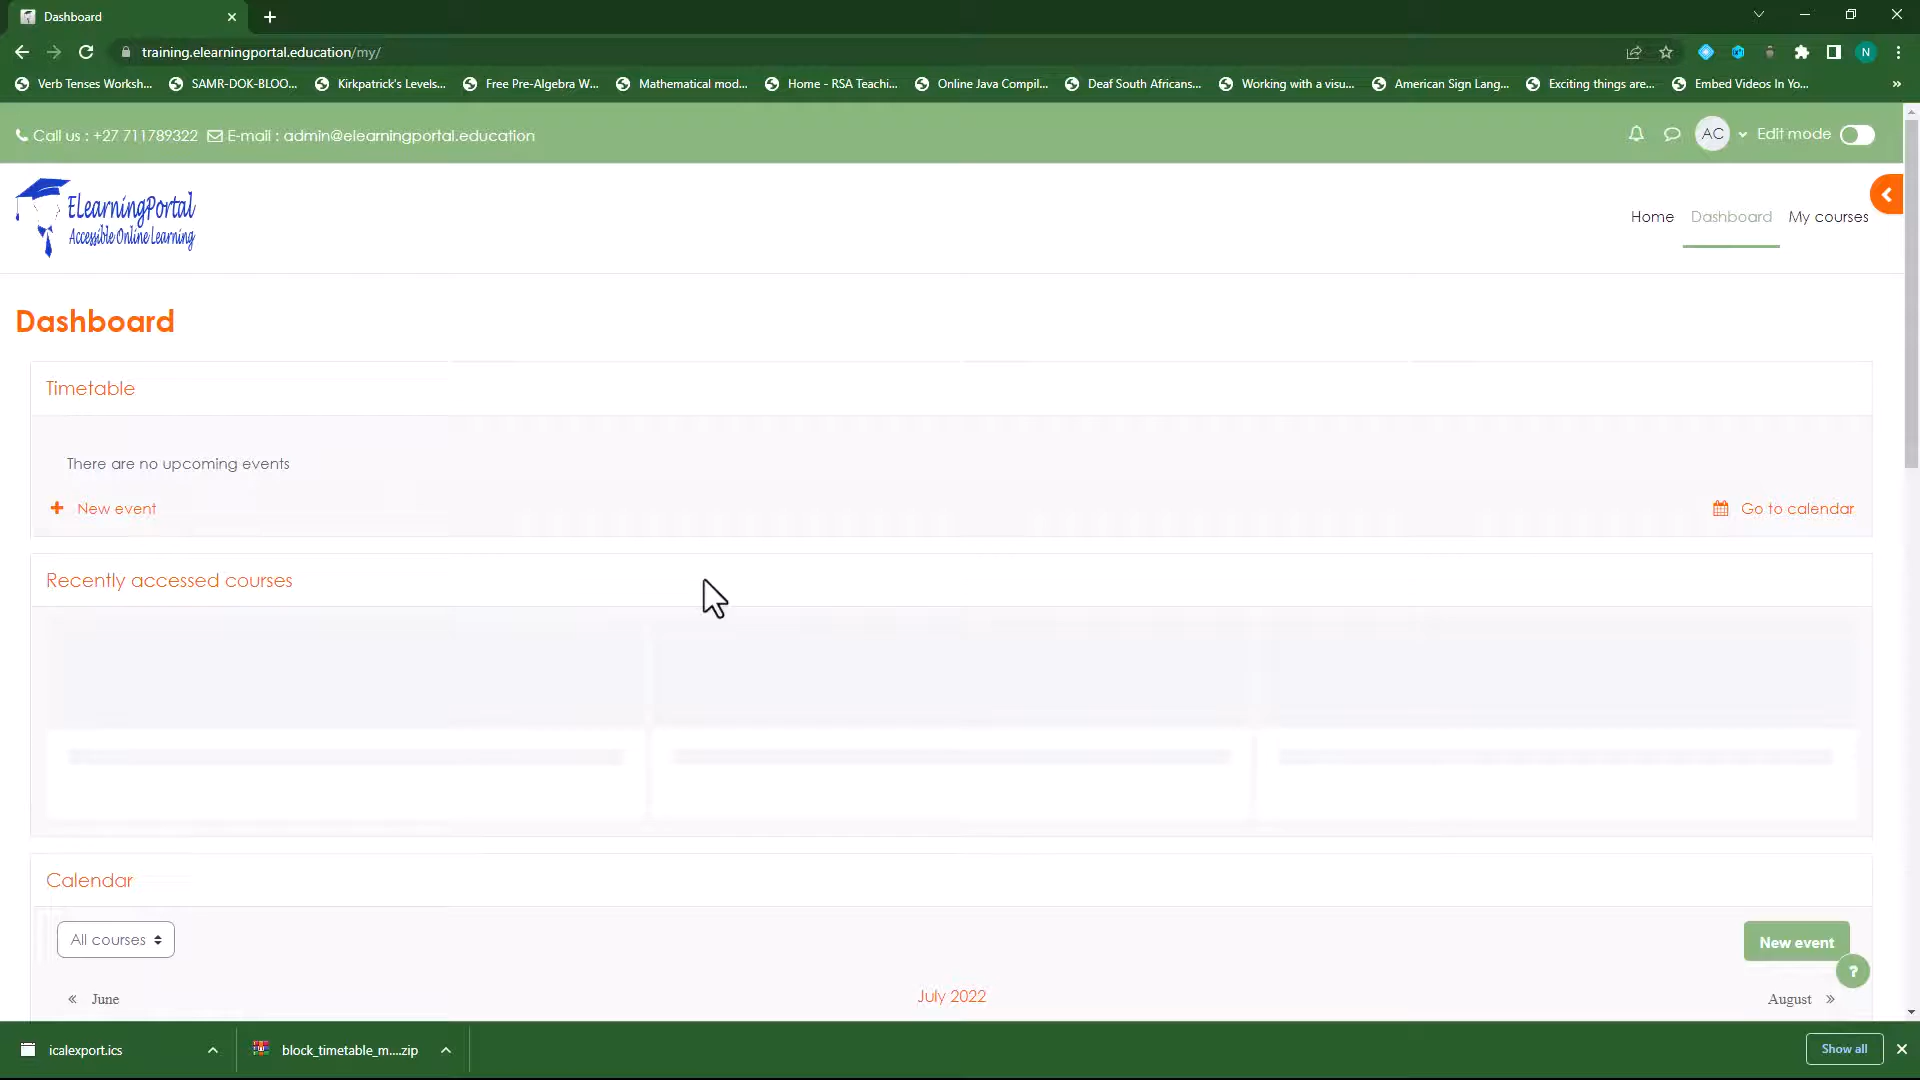 Dashboard
training.elearningportal.education/my/
N
Verb Tenses Worksh...
SAMR-DOK-BLOO...
Kirkpatrick's Levels...
Free Pre-Algebra W...
Mathematical mod...
Home - RSA Teachi...
Online Java Compil...
Deaf South Africans...
Working with a visu...
American Sign Lang...
Exciting things are...
Embed Videos In Yo...
»
Call us : +27 711789322 E-mail : admin@elearningportal.education
AC Edit mode
ElearningPortal
Accessible Online Learning
Home Dashboard My courses
Dashboard
Timetable
There are no upcoming events
+ New event
Go to calendar
Recently accessed courses
Calendar
All courses
New event
?
« June
July 2022
August »
icalexport.ics
block_timetable_m....zip
Show all